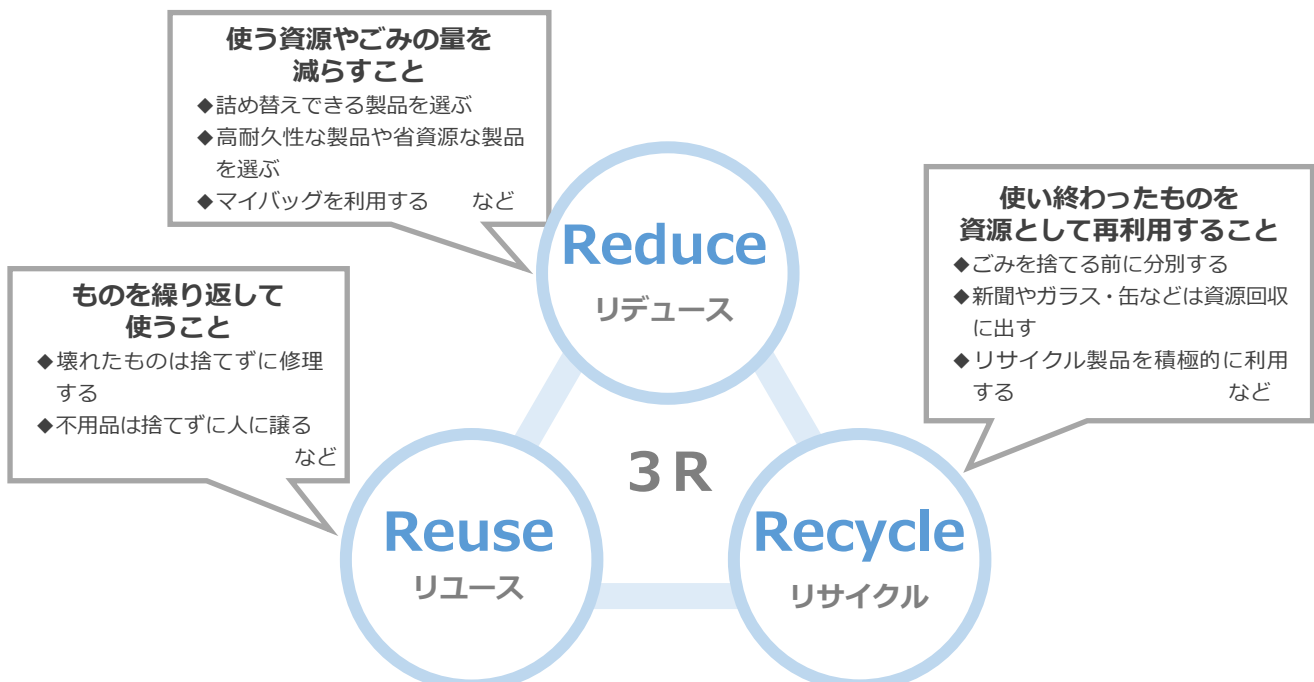 使う資源やごみの量を
減らすこと
◆詰め替えできる製品を選ぶ
◆高耐久性な製品や省資源な製品
を選ぶ
◆マイバッグを利用する　　など
Reduce
リデュース
使い終わったものを
資源として再利用すること
◆ごみを捨てる前に分別する
◆新聞やガラス・缶などは資源回収
に出す
◆リサイクル製品を積極的に利用
する　　など
ものを繰り返して
使うこと
◆壊れたものは捨てずに修理
する
◆不用品は捨てずに人に譲る
など
３Ｒ
Reuse
リユース
Recycle
リサイクル